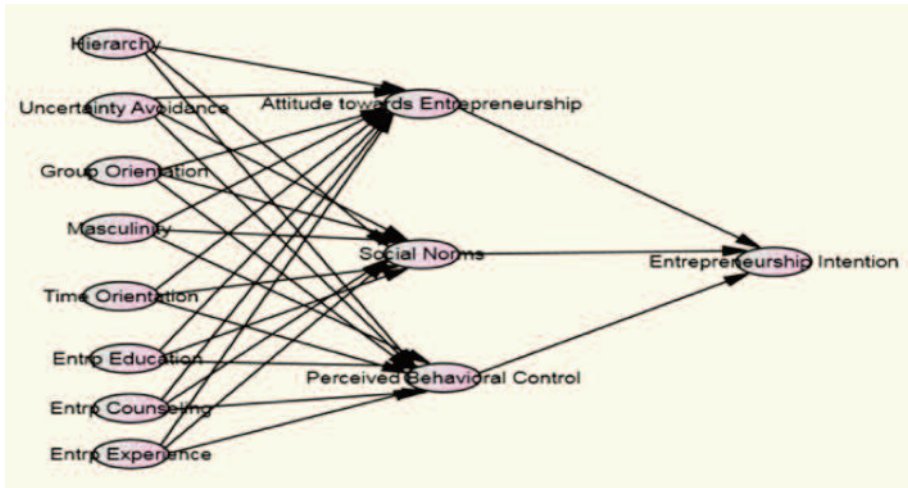 Hierarchy
Uncertainty Avoidance
Group Orientation
Masculinity
Time Orientation
Entrp Education
Entrp Counseling
Entrp Experience
Attitude towards Entrepreneurship
Social Norms
Perceived Behavioral Control
Entrepreneurship Intention